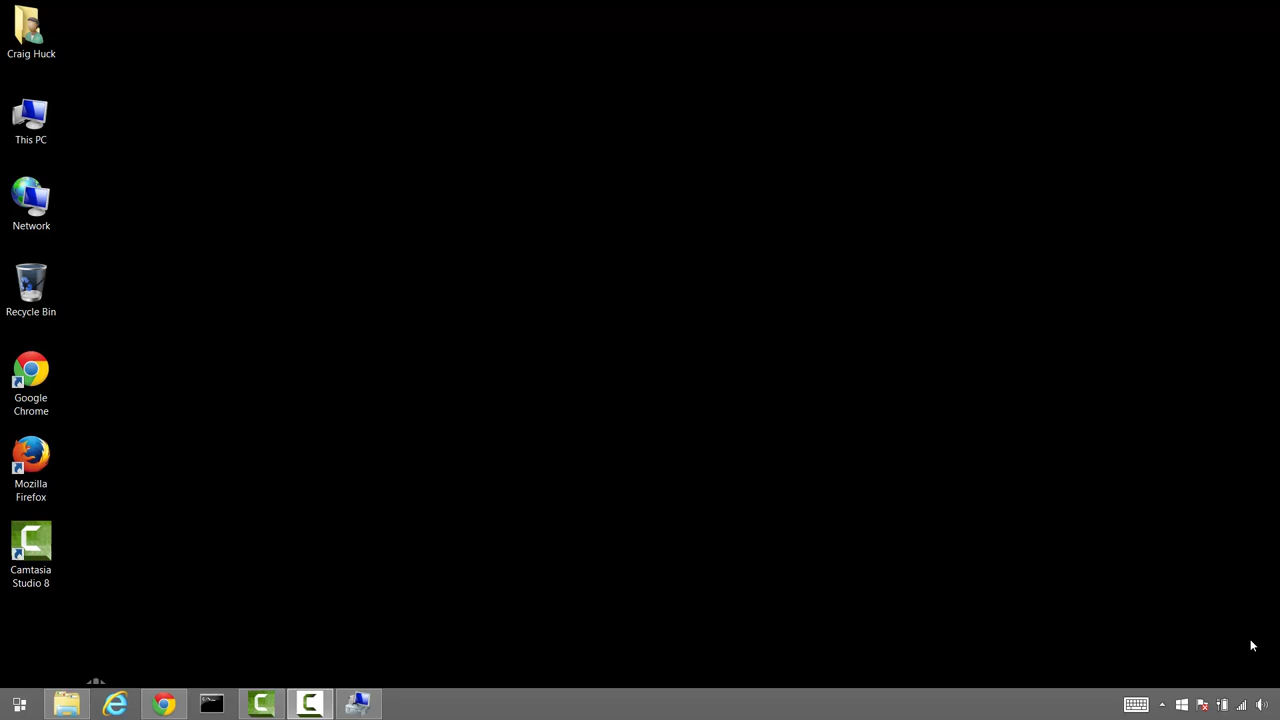 Craig Huck
This PC
Network
Recycle Bin
Google
Chrome
Mozilla
Firefox
Camtasia
Studio 8